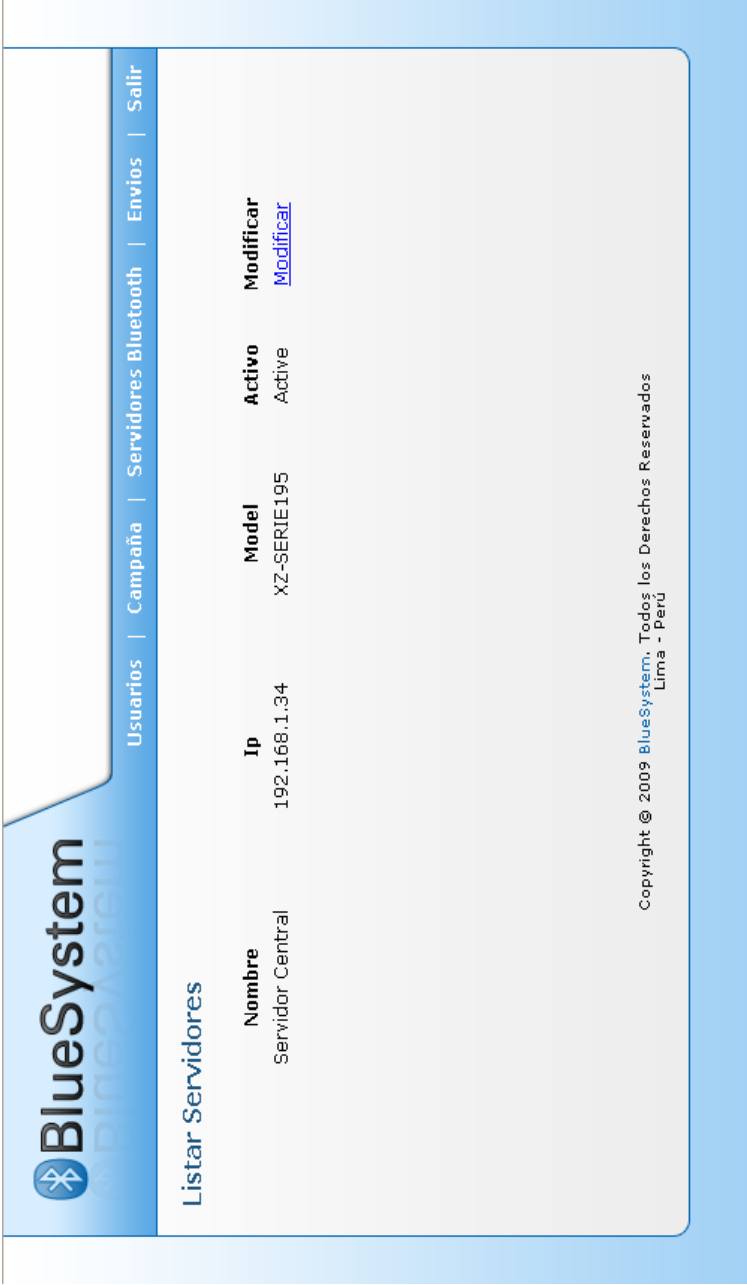 BlueSystem
Usuarios | Campaña | Servidores Bluetooth | Envios | Salir
Listar Servidores
Nombre Ip Model Activo Modificar
Servidor Central 192.168.1.34 XZ-SERIE195 Active Modificar
Copyright © 2009 BlueSystem. Todos los Derechos Reservados
Lima - Perú